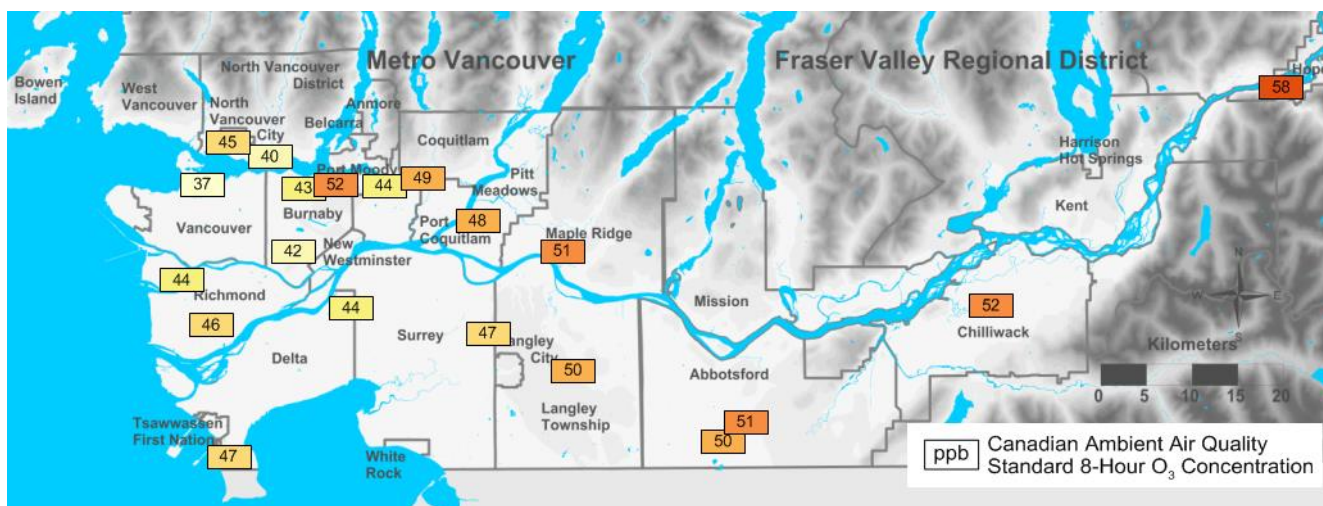 Metro Vancouver
Fraser Valley Regional District
Bowen
Island
West
Vancouver
North Vancouver
District
North
Vancouver
City
Anmore
Belcarra
Coquitlam
Hope
58
45
40
37
43
52
Port Moody
44
49
Pitt
Meadows
Harrison
Hot Springs
Burnaby
Vancouver
48
Port
Coquitlam
Kent
New
Westminster
42
Maple Ridge
51
44
Richmond
46
44
Mission
52
Chilliwack
N
W
E
S
Delta
Surrey
47
Langley
City
50
Abbotsford
Kilometers
0 5 10 15 20
Tsawwassen
First Nation
47
White
Rock
Langley
Township
51
50
ppb
Canadian Ambient Air Quality
Standard 8-Hour O₃ Concentration